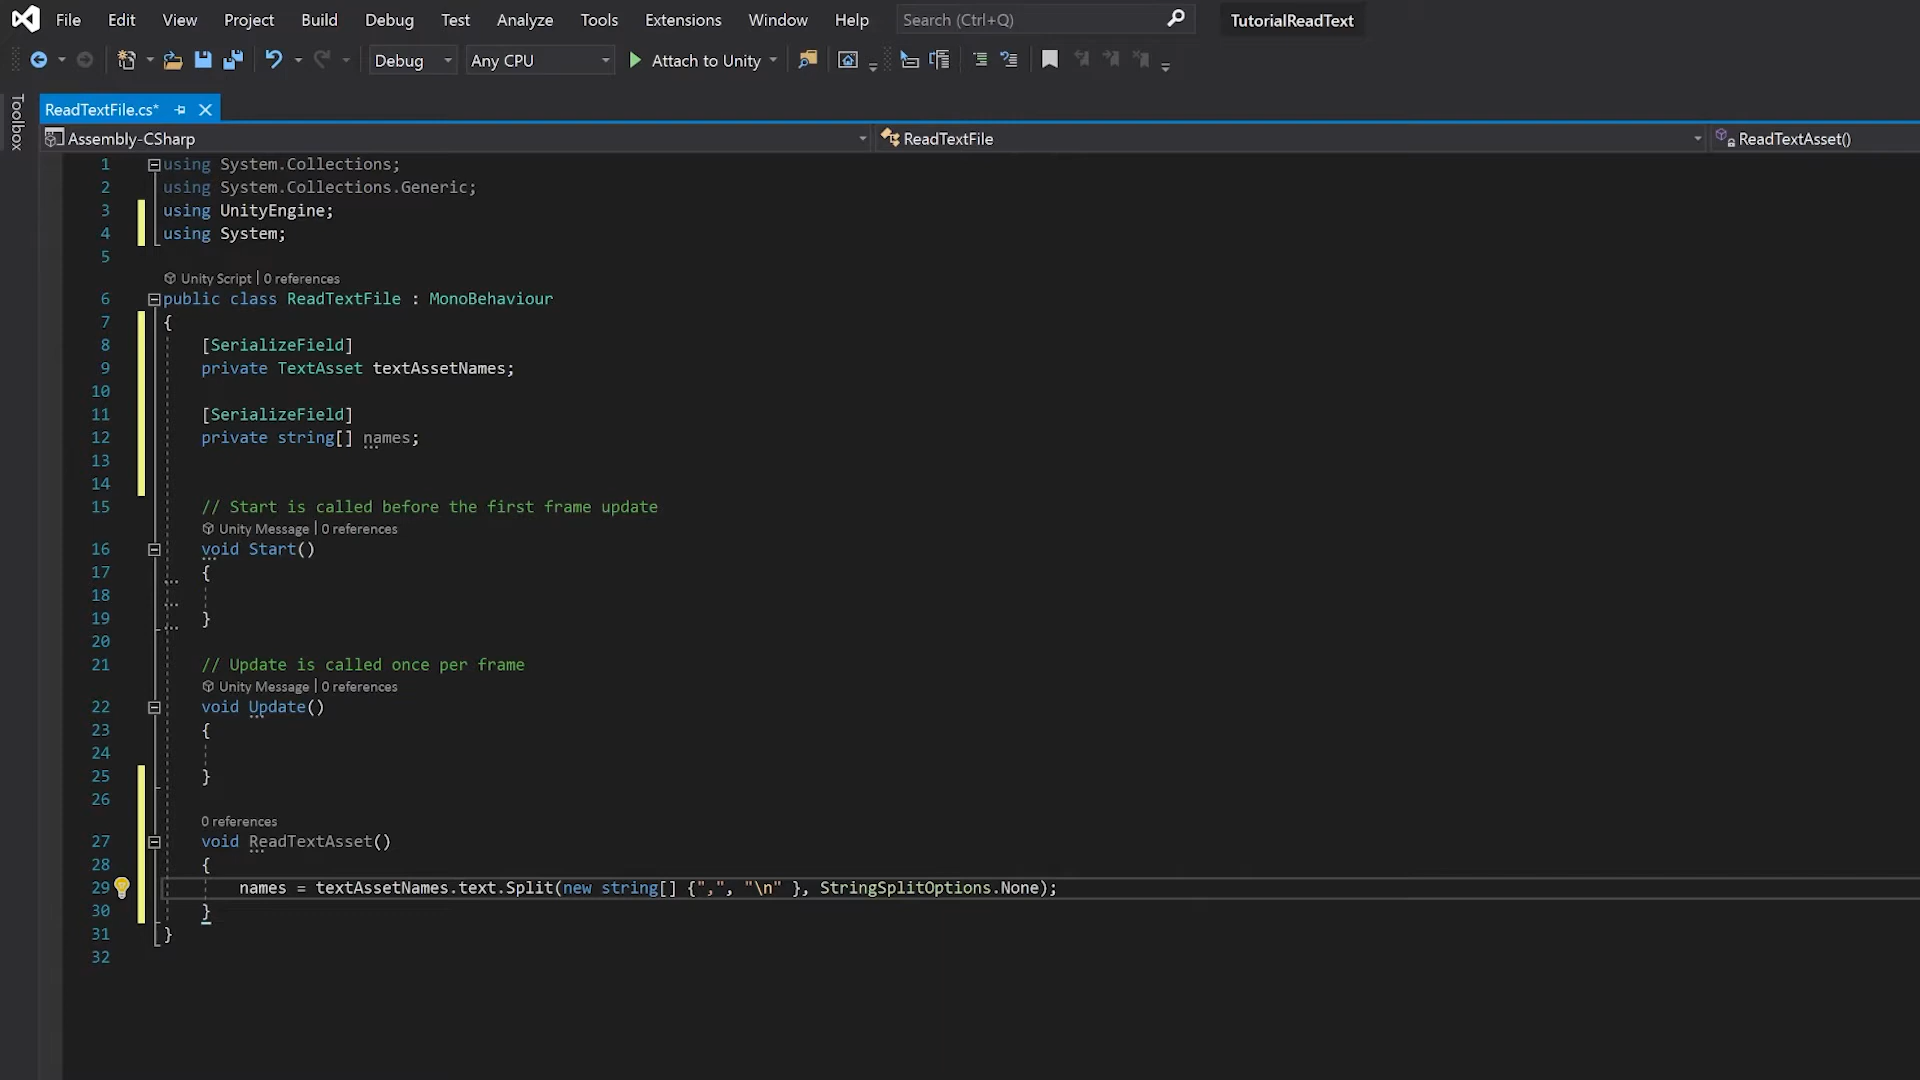 File Edit View Project Build Debug Test Analyze Tools Extensions Window Help Search (Ctrl+Q) TutorialReadText
Debug Any CPU Attach to Unity
Toolbox
ReadTextFile.cs*
Assembly-CSharp ReadTextFile ReadTextAsset()
1 using System.Collections;
2 using System.Collections.Generic;
3 using UnityEngine;
4 using System;
5
Unity Script | 0 references
6 public class ReadTextFile : MonoBehaviour
7 {
8 [SerializeField]
9 private TextAsset textAssetNames;
10
11 [SerializeField]
12 private string[] names;
13
14
15 // Start is called before the first frame update
Unity Message | 0 references
16 void Start()
17 {
18
19 }
20
21 // Update is called once per frame
Unity Message | 0 references
22 void Update()
23 {
24
25 }
26
0 references
27 void ReadTextAsset()
28 {
29 names = textAssetNames.text.Split(new string[] {",", "\n" }, StringSplitOptions.None);
30 }
31 }
32